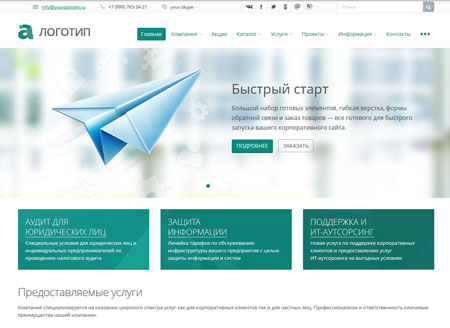 info@yourdomain.ru +7 (999) 765-34-21 your.skype Поиск
a ЛОГОТИП
Главная Компания Акции Каталог Услуги Проекты Информация Контакты
Быстрый старт
Большой набор готовых элементов, гибкая верстка, формы
обратной связи и заказ товаров — все готового для быстрого
запуска вашего корпоративного сайта.
ПОДРОБНЕЕ ЗАКАЗАТЬ
АУДИТ ДЛЯ
ЮРИДИЧЕСКИХ ЛИЦ
Специальные условия для юридических лиц и
индивидуальных предпринимателей по
проведению налогового аудита
ЗАЩИТА
ИНФОРМАЦИИ
Линейка тарифов по обслуживанию
инфраструктуры вашего предприятия с целью
защиты информации и систем
ПОДДЕРЖКА И
ИТ-АУТСОРСИНГ
Новая услуга по поддержке корпоративных
клиентов и предоставлению услуг
ИТ-аутсорсинга на выгодных условиях
Предоставляемые услуги
Компания специализируется на оказании широкого спектра услуг как для корпоративных клиентов так и для частных лиц. Профессионализм и ответственность ключевые
преимущества нашей компании.